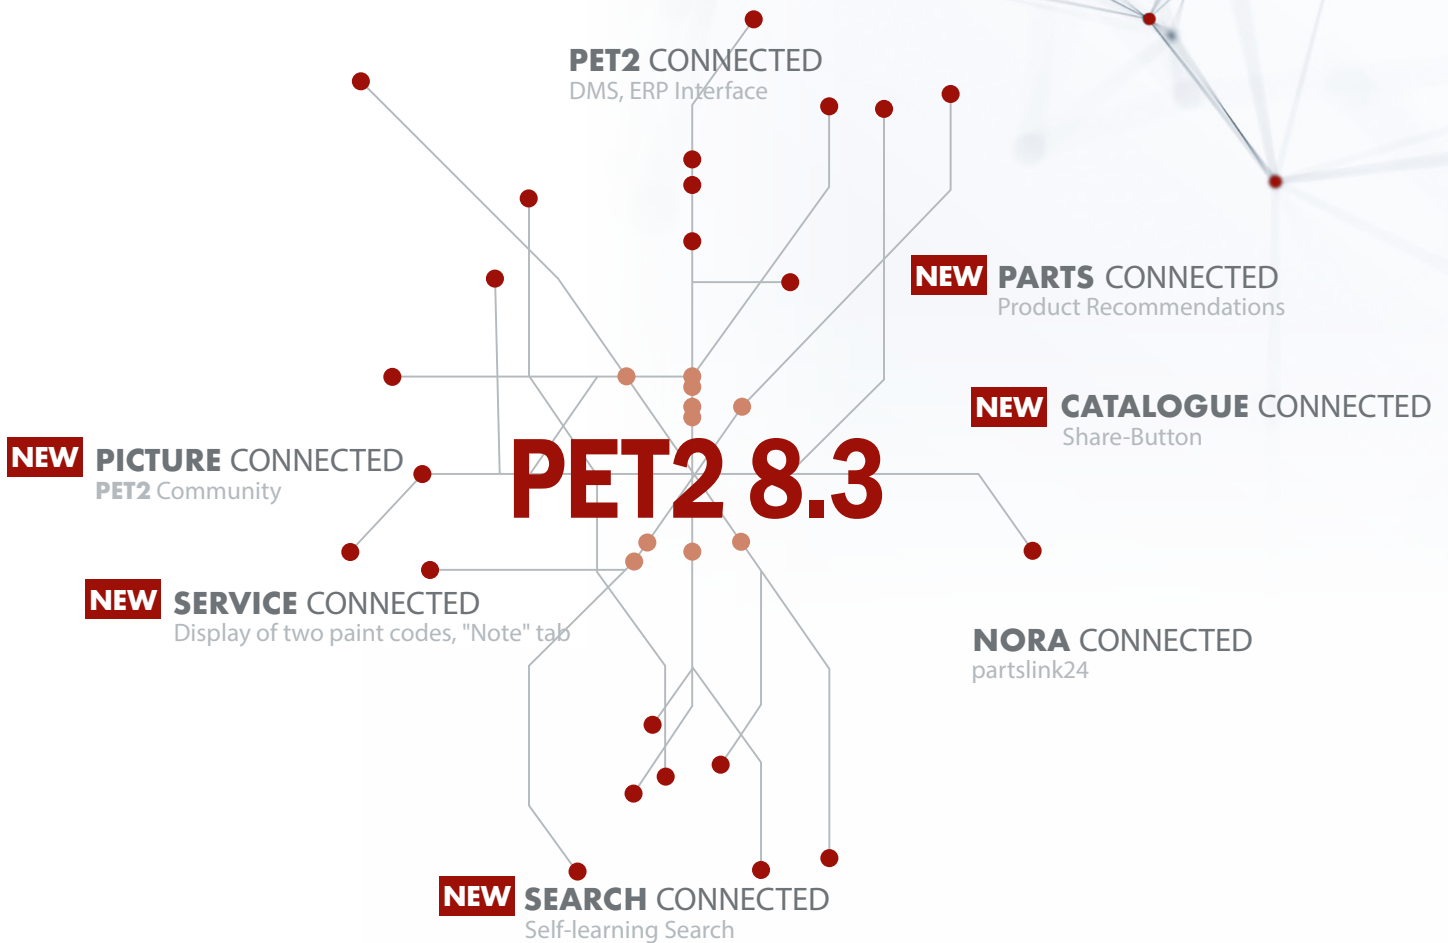 PET2 CONNECTED
DMS, ERP Interface
NEW PARTS CONNECTED
Product Recommendations
NEW CATALOGUE CONNECTED
Share-Button
NEW PICTURE CONNECTED
PET2 Community
PET2 8.3
NEW SERVICE CONNECTED
Display of two paint codes, "Note" tab
NORA CONNECTED
partslink24
NEW SEARCH CONNECTED
Self-learning Search